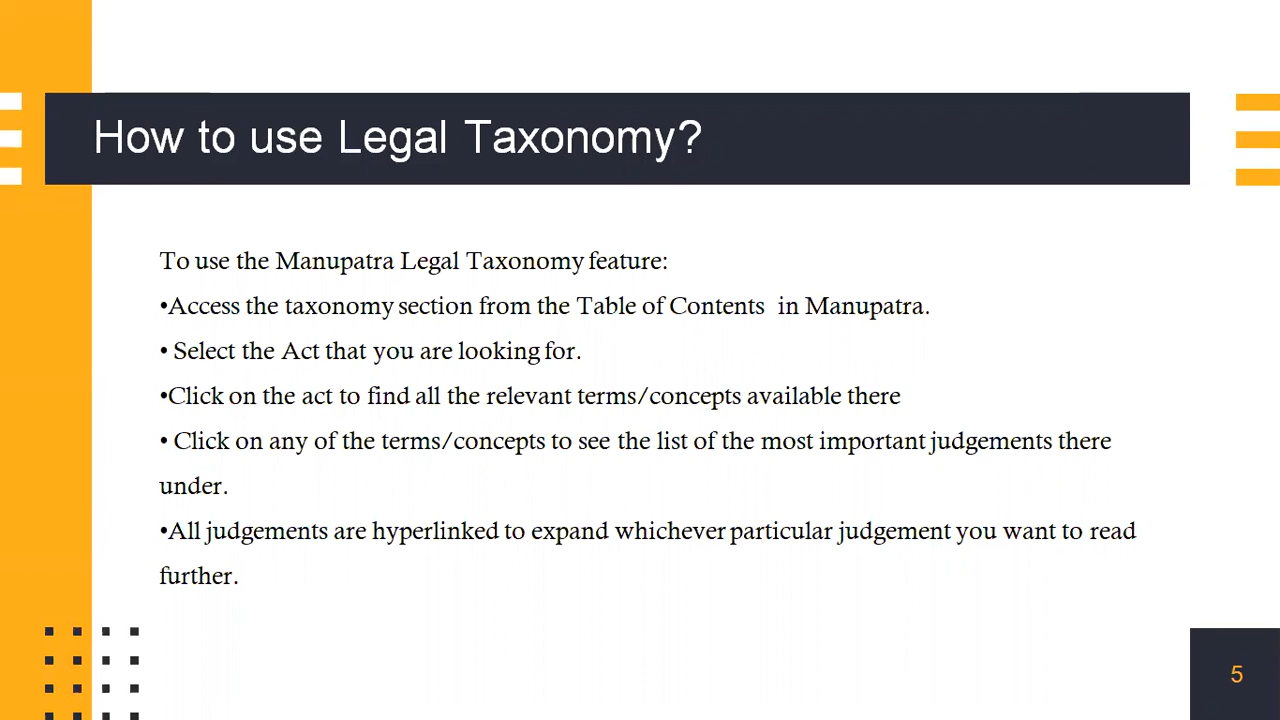 How to use Legal Taxonomy?
To use the Manupatra Legal Taxonomy feature:
•Access the taxonomy section from the Table of Contents  in Manupatra.
• Select the Act that you are looking for.
•Click on the act to find all the relevant terms/concepts available there
• Click on any of the terms/concepts to see the list of the most important judgements there
under.
•All judgements are hyperlinked to expand whichever particular judgement you want to read
further.
5